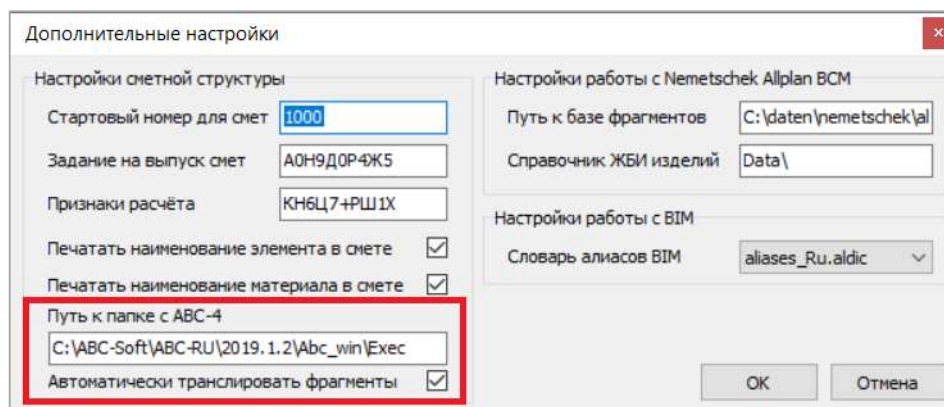 Дополнительные настройки
Настройки сметной структуры
Стартовый номер для смет 1000
Задание на выпуск смет А0Н9Д0Р4Ж5
Признаки расчёта КН6Ц7+РШ1Х
Печатать наименование элемента в смете
Печатать наименование материала в смете
Путь к папке с АВС-4
C:\ABC-Soft\ABC-RU\2019.1.2\Abc_win\Exec
Автоматически транслировать фрагменты
Настройки работы с Nemetschek Allplan BCM
Путь к базе фрагментов C:\daten\nemetschek\al
Справочник ЖБИ изделий Data\
Настройки работы с BIM
Словарь алиасов BIM aliases_Ru.aldic
OK Отмена